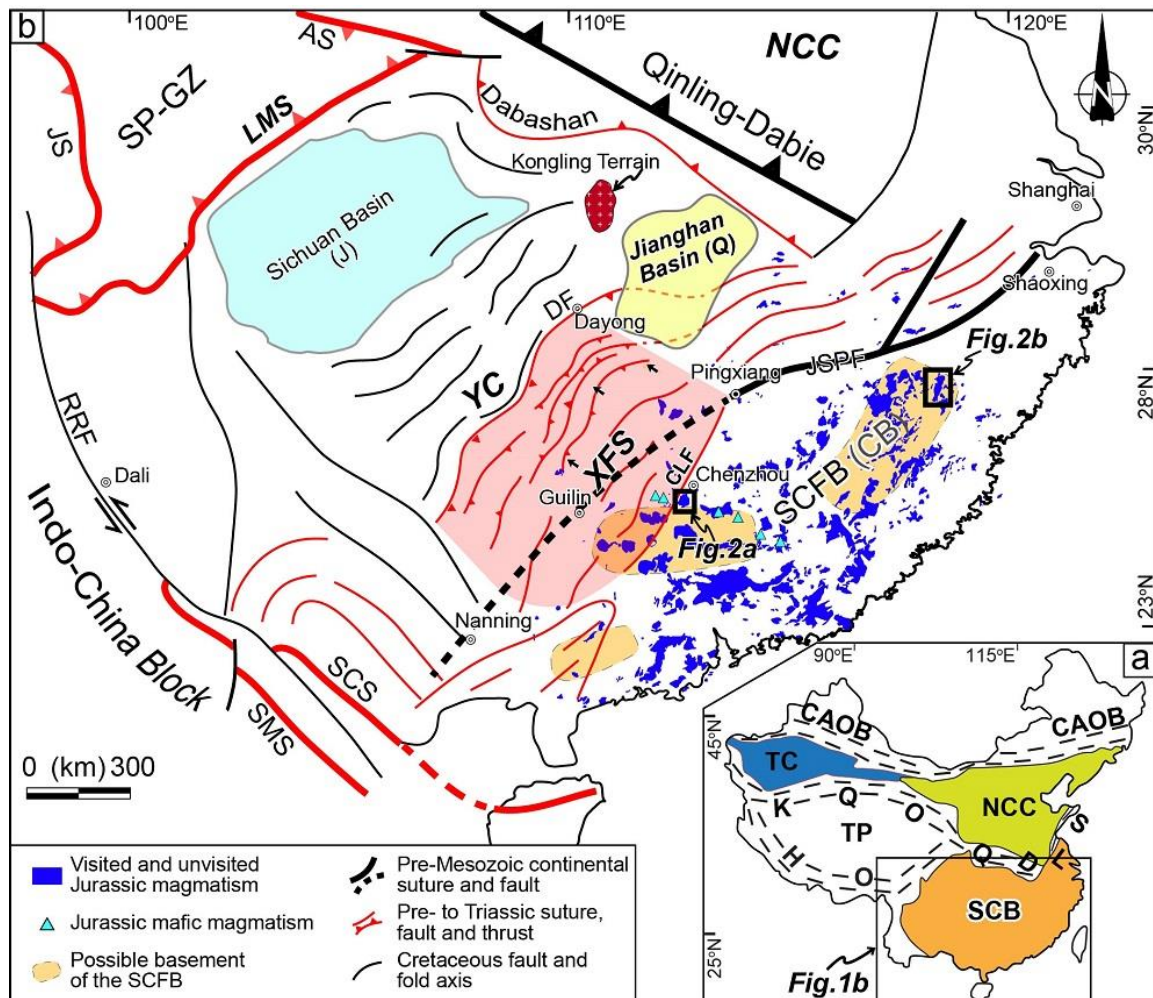 b
100°E
110°E
120°E
AS
NCC
SP-GZ
JS
LMS
Dabashan
Qinling-Dabie
N
30°N
Kongling Terrain
Shanghai
Sichuan Basin
(J)
Jianghan
Basin (Q)
Shaoxing
DF
Dayong
Fig.2b
Pingxiang
JSPF
28°N
YC
RRF
XFS
CLF
SCFB (CB)
Dali
Chenzhou
Guilin
Fig.2a
Indo-China Block
Nanning
23°N
SCS
SMS
0 (km) 300
a
90°E
115°E
45°N
CAOB
CAOB
TC
K Q O
NCC
TP
S
H
O
Q D L
SCB
25°N
Fig.1b
Visited and unvisited
Jurassic magmatism
Jurassic mafic magmatism
Possible basement
of the SCFB
Pre-Mesozoic continental
suture and fault
Pre- to Triassic suture,
fault and thrust
Cretaceous fault and
fold axis